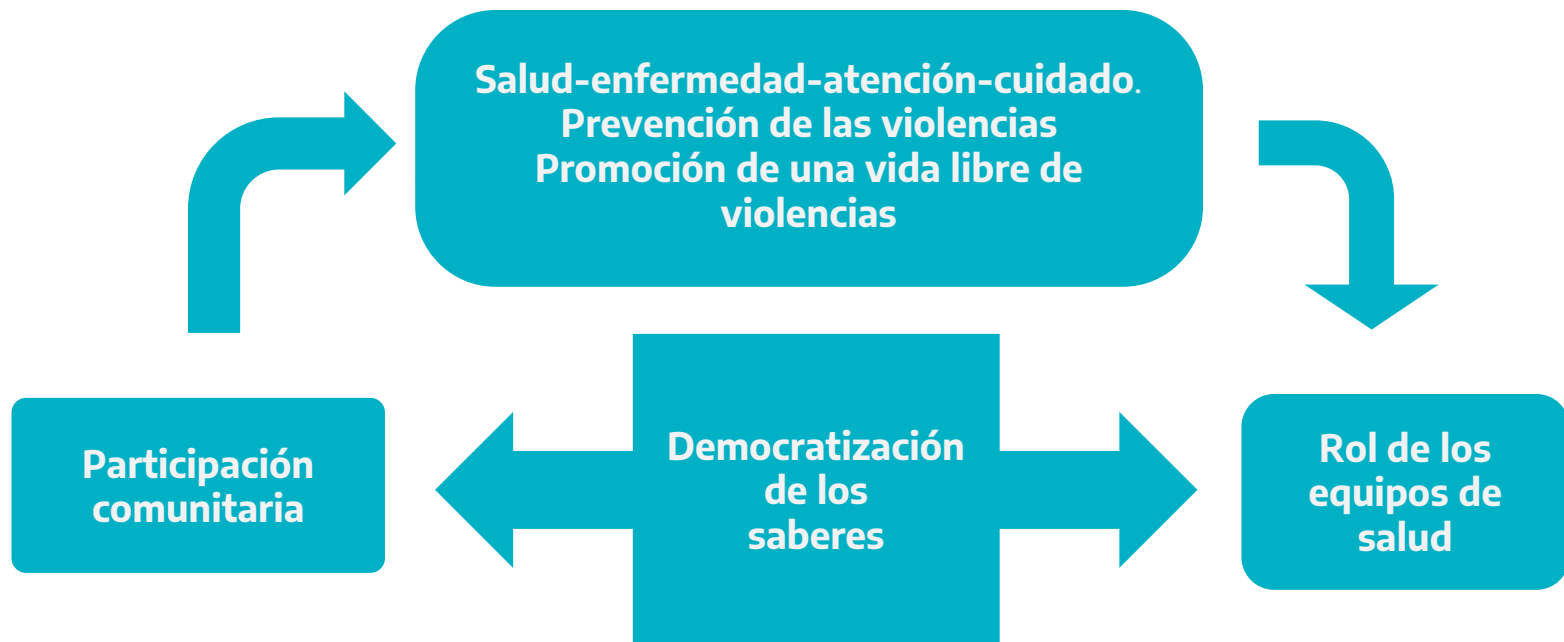 Salud-enfermedad-atención-cuidado.
Prevención de las violencias
Promoción de una vida libre de
violencias
Participación
comunitaria
Democratización
de los
saberes
Rol de los
equipos de
salud